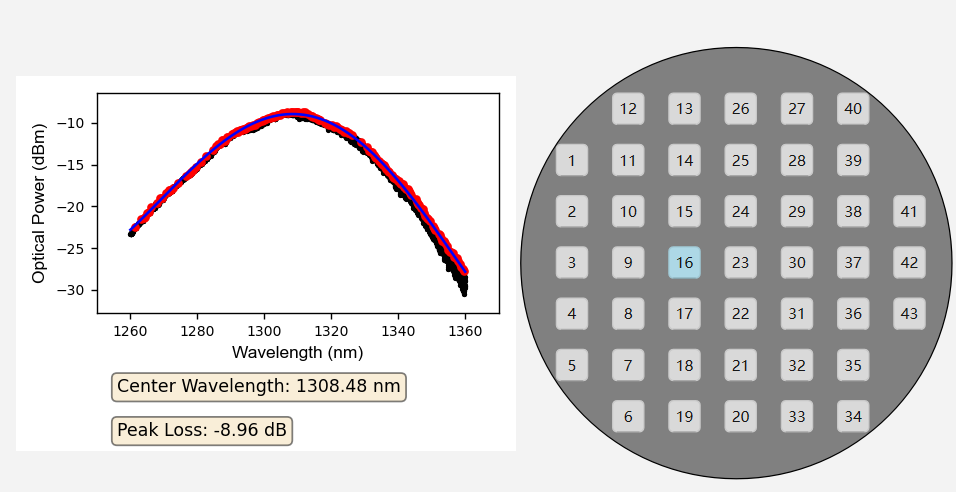 Optical Power (dBm)
−10
−15
−20
−25
−30
1260 1280 1300 1320 1340 1360
Wavelength (nm)
Center Wavelength: 1308.48 nm
Peak Loss: -8.96 dB
12 13 26 27 40
1 11 14 25 28 39
2 10 15 24 29 38 41
3 9 16 23 30 37 42
4 8 17 22 31 36 43
5 7 18 21 32 35
6 19 20 33 34